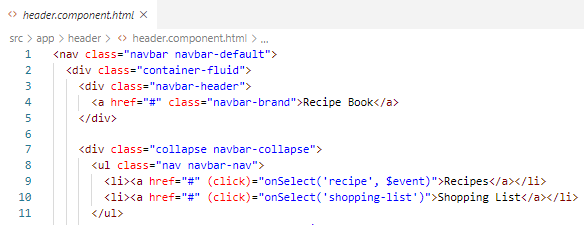 <> header.component.html ×
src > app > header > <> header.component.html > ...
1 <nav class="navbar navbar-default">
2 <div class="container-fluid">
3 <div class="navbar-header">
4 <a href="#" class="navbar-brand">Recipe Book</a>
5 </div>
6
7 <div class="collapse navbar-collapse">
8 <ul class="nav navbar-nav">
9 <li><a href="#" (click)="onSelect('recipe', $event)">Recipes</a></li>
10 <li><a href="#" (click)="onSelect('shopping-list')">Shopping List</a></li>
11 </ul>